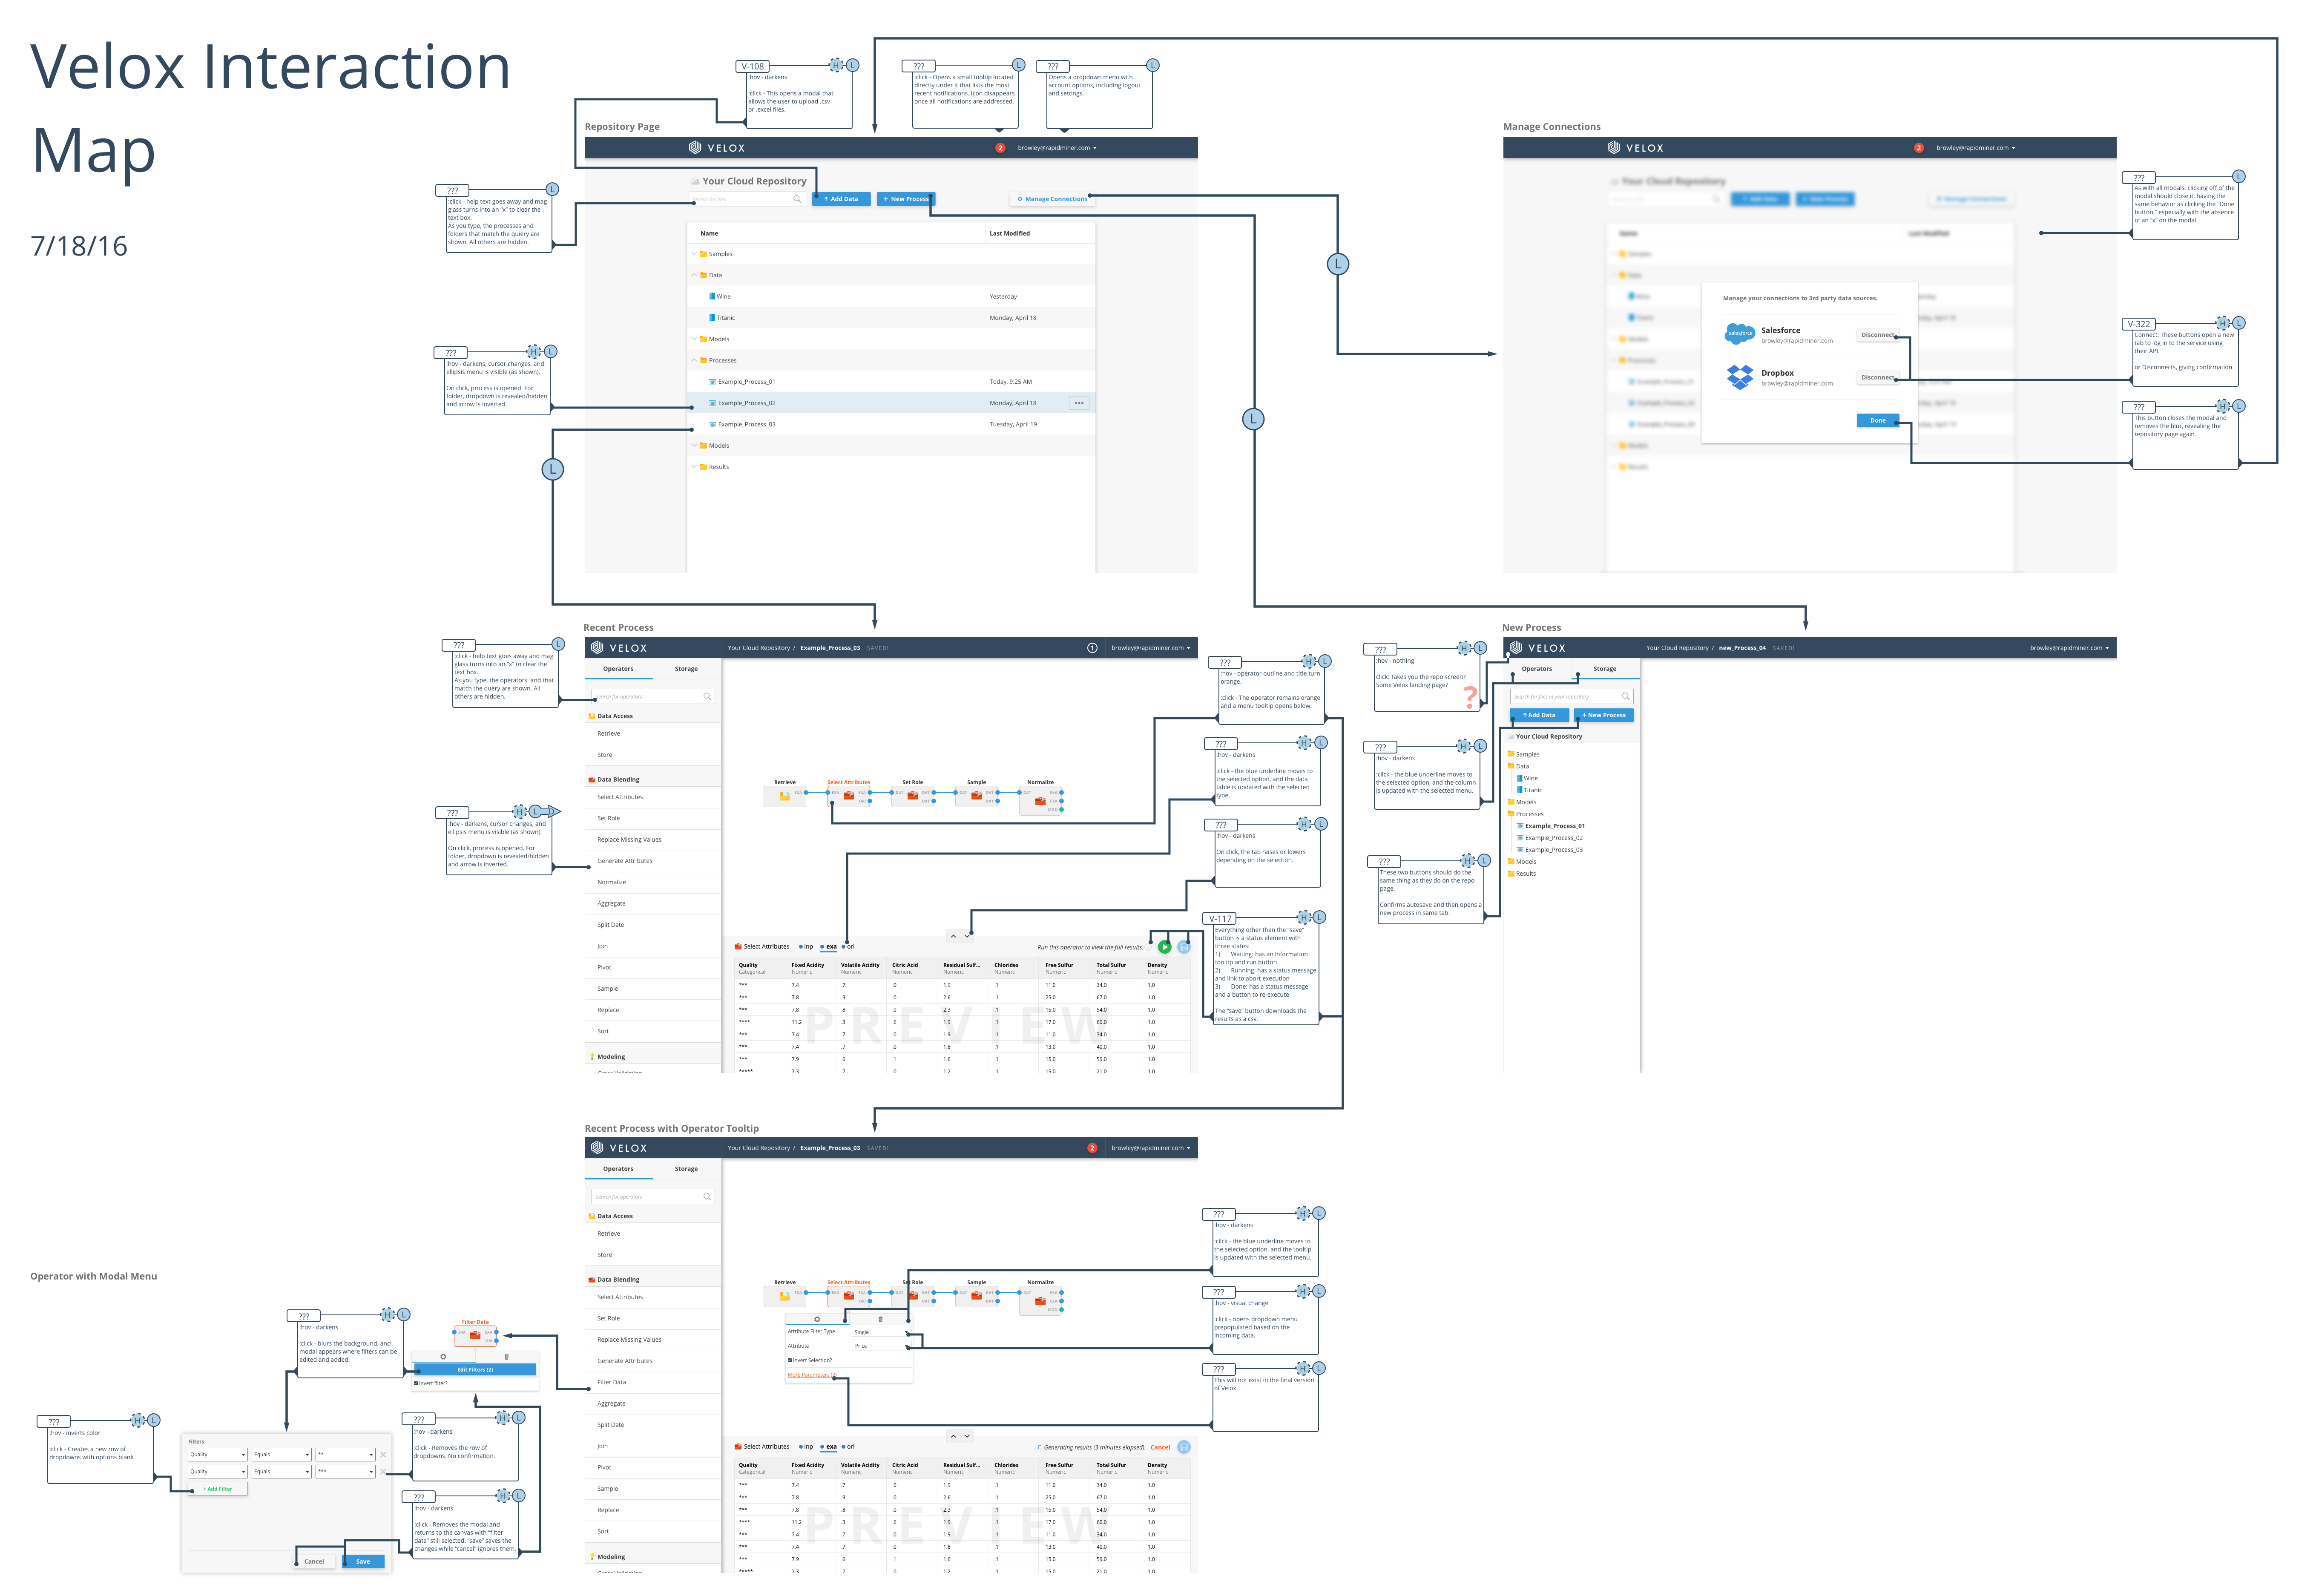 Velox Interaction
Map
7/18/16
V-108
H
L
:hov - darkens
:click - This opens a modal that
allows the user to upload .csv
or .excel files.
???
L
:click - Opens a small tooltip located
directly under it that lists the most
recent notifications. Icon disappears
once all notifications are addressed.
???
L
Opens a dropdown menu with
account options, including logout
and settings.
Repository Page
VELOX
2
browley@rapidminer.com
Your Cloud Repository
Search for files
Add Data
+ New Process
Manage Connections
Name
Last Modified
Samples
Data
Wine
Yesterday
Titanic
Monday, April 18
Models
Processes
Example_Process_01
Today, 9:25 AM
Example_Process_02
Monday, April 18
•••
Example_Process_03
Tuesday, April 19
Models
Results
???
L
:click - help text goes away and mag
glass turns into an "x" to clear the
text box.
As you type, the processes and
folders that match the quiery are
shown. All others are hidden.
???
H
L
:hov - darkens, cursor changes, and
ellipsis menu is visible (as shown).
On click, process is opened. For
folder, dropdown is revealed/hidden
and arrow is inverted.
L
L
L
Manage Connections
VELOX
2
browley@rapidminer.com
Your Cloud Repository
Manage your connections to 3rd party data sources.
salesforce
Salesforce
browley@rapidminer.com
Disconnect
Dropbox
browley@rapidminer.com
Disconnect
Done
???
L
As with all modals, clicking off of the
modal should close it, having the
same behavior as clicking the "Done
button," especially with the absence
of an "x" on the modal.
V-322
H
L
Connect: These buttons open a new
tab to log in to the service using
their API.
or Disconnects, giving confirmation.
???
H
L
This button closes the modal and
removes the blur, revealing the
repository page again.
Recent Process
VELOX
Your Cloud Repository / Example_Process_03 SAVED!
1
browley@rapidminer.com
Operators
Storage
Search for operators
Data Access
Retrieve
Store
Data Blending
Select Attributes
Set Role
Replace Missing Values
Generate Attributes
Normalize
Aggregate
Split Date
Join
Pivot
Sample
Replace
Sort
Modeling
???
L
:click - help text goes away and mag
glass turns into an "x" to clear the
text box.
As you type, the operators and that
match the query are shown. All
others are hidden.
???
H
L
D
:hov - darkens, cursor changes, and
ellipsis menu is visible (as shown).
On click, process is opened. For
folder, dropdown is revealed/hidden
and arrow is inverted.
Retrieve
Select Attributes
Set Role
Sample
Normalize
EXA
EXA
EXA
ORI
DAT
DAT
DAT
DAT
DAT
DAT
DAT
EXA
EXA
MOD
Select Attributes
inp
exa
ori
Run this operator to view the full results.
Quality Fixed Acidity Volatile Acidity Citric Acid Residual Sulf... Chlorides Free Sulfur Total Sulfur Density
Categorical Numeric Numeric Numeric Numeric Numeric Numeric Numeric Numeric
*** 7.4 .7 .0 1.9 .1 11.0 34.0 1.0
*** 7.8 .9 .0 2.6 .1 25.0 67.0 1.0
*** 7.8 .8 .0 2.3 .1 15.0 54.0 1.0
**** 11.2 .3 .6 1.9 .1 17.0 60.0 1.0
*** 7.4 .7 .0 1.9 .1 11.0 34.0 1.0
*** 7.4 .7 .0 1.8 .1 13.0 40.0 1.0
*** 7.9 .6 .1 1.6 .1 15.0 59.0 1.0
***** 7.3 .7 .0 1.2 .1 15.0 21.0 1.0
PREVIEW
???
H
L
:hov - operator outline and title turn
orange.
:click - The operator remains orange
and a menu tooltip opens below.
???
H
L
:hov - darkens
:click - the blue underline moves to
the selected option, and the data
table is updated with the selected
type.
???
H
L
:hov - darkens
On click, the tab raises or lowers
depending on the selection.
V-117
H
L
Everything other than the "save"
button is a status element with
three states:
1) Waiting: has an information
tooltip and run button
2) Running: has a status message
and link to abort execution
3) Done: has a status message
and a button to re-execute
The "save" button downloads the
results as a csv.
New Process
VELOX
Your Cloud Repository / new_Process_04 SAVED!
browley@rapidminer.com
Operators
Storage
Search for files in your repository
Add Data
+ New Process
Your Cloud Repository
Samples
Data
Wine
Titanic
Models
Processes
Example_Process_01
Example_Process_02
Example_Process_03
Models
Results
???
H
L
:hov - nothing
click: Takes you the repo screen?
Some Velox landing page?
?
???
H
L
:hov - darkens
:click - the blue underline moves to
the selected option, and the column
is updated with the selected menu.
???
H
L
These two buttons should do the
same thing as they do on the repo
page.
Confirms autosave and then opens a
new process in same tab.
Recent Process with Operator Tooltip
VELOX
Your Cloud Repository / Example_Process_03 SAVED!
2
browley@rapidminer.com
Operators
Storage
Search for operators
Data Access
Retrieve
Store
Data Blending
Select Attributes
Set Role
Replace Missing Values
Generate Attributes
Filter Data
Aggregate
Split Date
Join
Pivot
Sample
Replace
Sort
Modeling
Retrieve
Select Attributes
Set Role
Sample
Normalize
Attribute Filter Type
Single
Attribute
Price
Invert Selection?
More Parameters
Select Attributes
inp
exa
ori
Generating results (3 minutes elapsed).
Cancel
Quality Fixed Acidity Volatile Acidity Citric Acid Residual Sulf... Chlorides Free Sulfur Total Sulfur Density
Categorical Numeric Numeric Numeric Numeric Numeric Numeric Numeric Numeric
*** 7.4 .7 .0 1.9 .1 11.0 34.0 1.0
*** 7.8 .9 .0 2.6 .1 25.0 67.0 1.0
*** 7.8 .8 .0 2.3 .1 15.0 54.0 1.0
**** 11.2 .3 .6 1.9 .1 17.0 60.0 1.0
*** 7.4 .7 .0 1.9 .1 11.0 34.0 1.0
*** 7.4 .7 .0 1.8 .1 13.0 40.0 1.0
*** 7.9 .6 .1 1.6 .1 15.0 59.0 1.0
***** 7.3 .7 .0 1.2 .1 15.0 21.0 1.0
PREVIEW
???
H
L
:hov - darkens
:click - the blue underline moves to
the selected option, and the tooltip
is updated with the selected menu.
???
H
L
:hov - visual change
:click - opens dropdown menu
prepopulated based on the
incoming data.
???
H
L
This will not exist in the final version
of Velox.
Operator with Modal Menu
???
H
L
:hov - darkens
:click - blurs the background, and
modal appears where filters can be
edited and added.
Filter Data
Edit Filters (2)
Invert filter?
???
H
L
:hov - inverts color
:click - Creates a new row of
dropdowns with options blank
Filters
Quality
Equals
**
Quality
Equals
***
+ Add Filter
Cancel
Save
???
H
L
:hov - darkens
:click - Removes the row of
dropdowns. No confirmation.
???
H
L
:hov - darkens
:click - Removes the modal and
returns to the canvas with "filter
data" still selected. "save" saves the
changes while "cancel" ignores them.